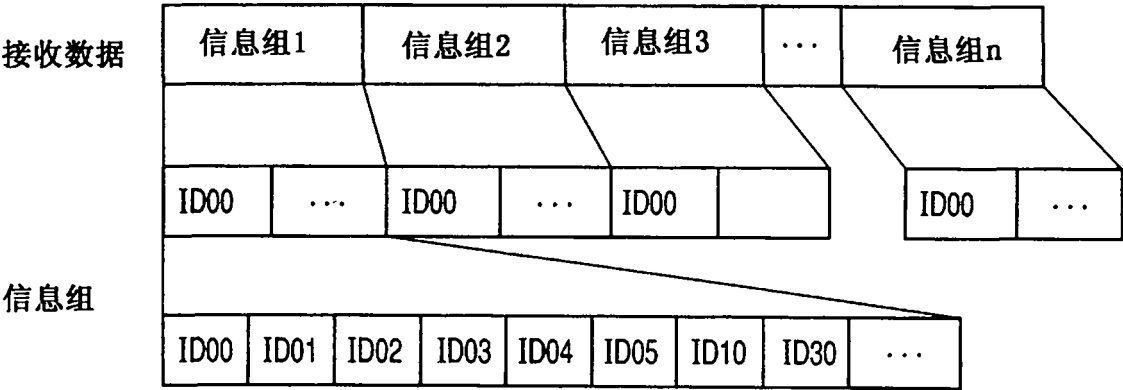 接收数据 信息组1 信息组2 信息组3 ··· 信息组n
ID00 ··· ID00 ··· ID00 ID00 ···
信息组
ID00 ID01 ID02 ID03 ID04 ID05 ID10 ID30 ···